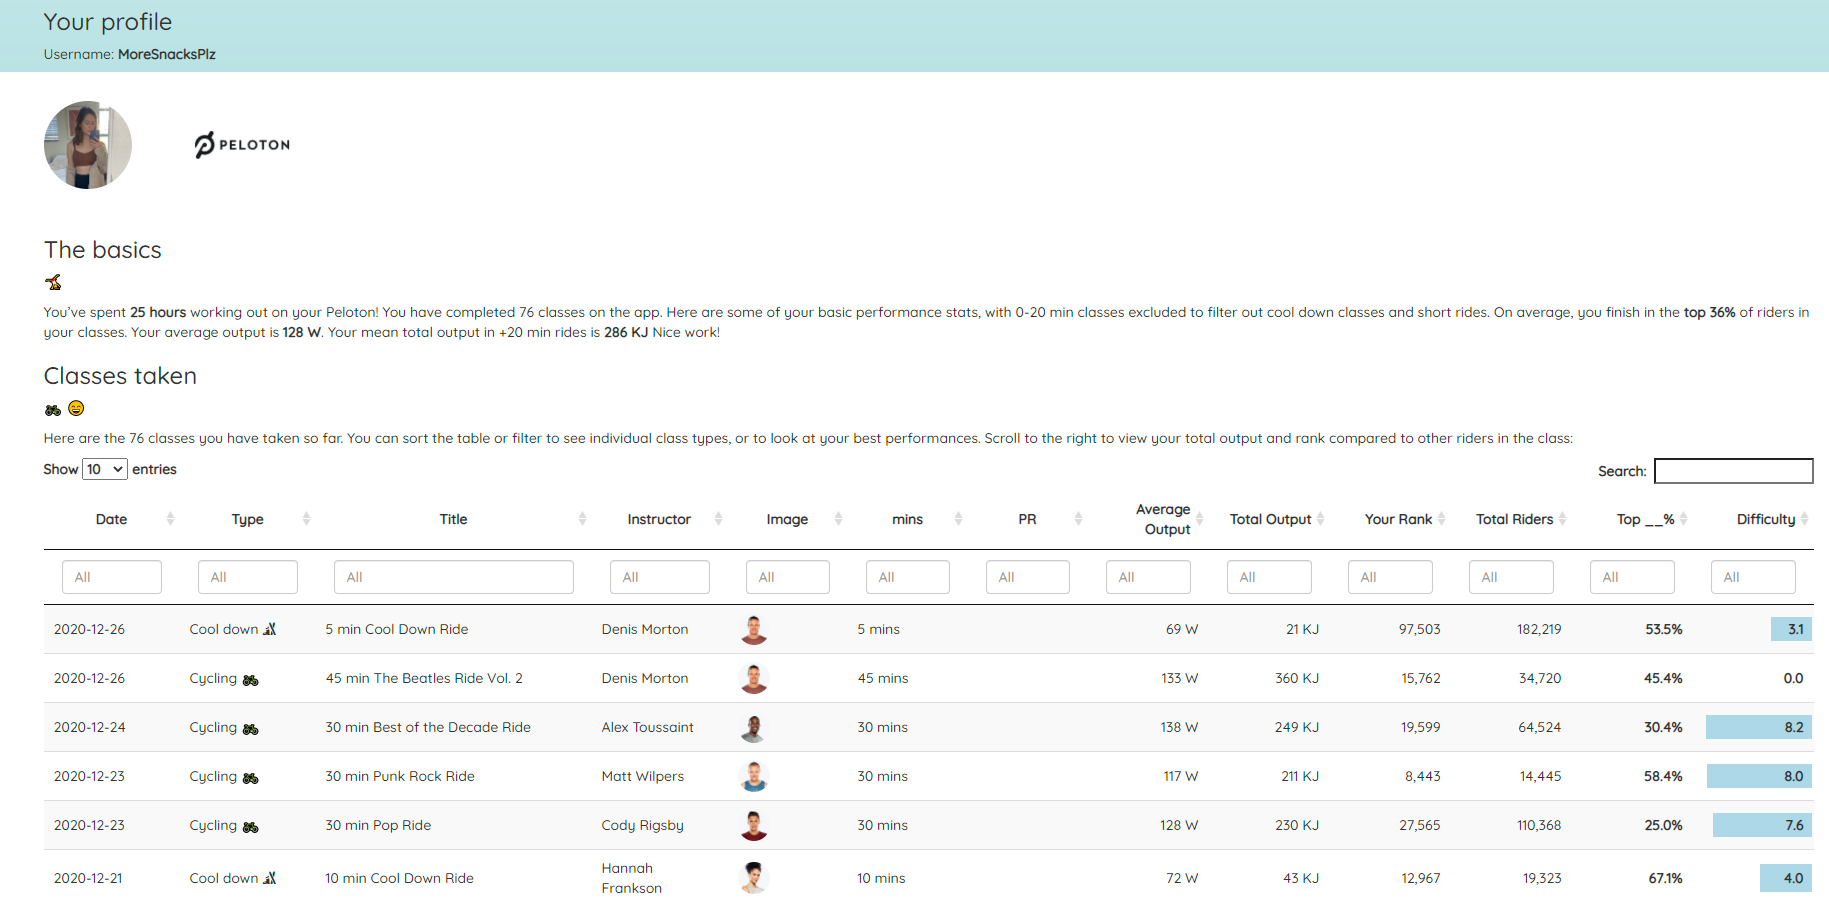 Your profile
Username: MoreSnacksPlz
PELOTON
The basics
You've spent 25 hours working out on your Peloton! You have completed 76 classes on the app. Here are some of your basic performance stats, with 0-20 min classes excluded to filter out cool down classes and short rides. On average, you finish in the top 36% of riders in
your classes. Your average output is 128 W. Your mean total output in +20 min rides is 286 KJ Nice work!
Classes taken
Here are the 76 classes you have taken so far. You can sort the table or filter to see individual class types, or to look at your best performances. Scroll to the right to view your total output and rank compared to other riders in the class:
Show 10 entries Search:
Date Type Title Instructor Image mins PR Average Output Total Output Your Rank Total Riders Top __% Difficulty
All All All All All All All All All All All All All
2020-12-26 Cool down 5 min Cool Down Ride Denis Morton 5 mins 69 W 21 KJ 97,503 182,219 53.5% 3.1
2020-12-26 Cycling 45 min The Beatles Ride Vol. 2 Denis Morton 45 mins 133 W 360 KJ 15,762 34,720 45.4% 0.0
2020-12-24 Cycling 30 min Best of the Decade Ride Alex Toussaint 30 mins 138 W 249 KJ 19,599 64,524 30.4% 8.2
2020-12-23 Cycling 30 min Punk Rock Ride Matt Wilpers 30 mins 117 W 211 KJ 8,443 14,445 58.4% 8.0
2020-12-23 Cycling 30 min Pop Ride Cody Rigsby 30 mins 128 W 230 KJ 27,565 110,368 25.0% 7.6
2020-12-21 Cool down 10 min Cool Down Ride Hannah Frankson 10 mins 72 W 43 KJ 12,967 19,323 67.1% 4.0